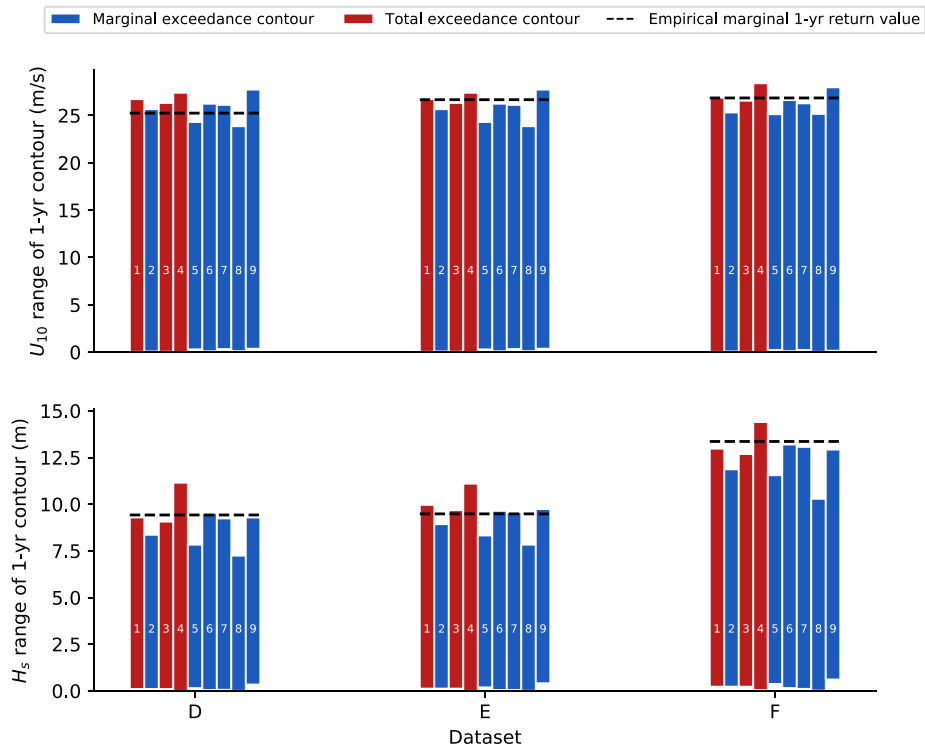 Marginal exceedance contour Total exceedance contour Empirical marginal 1-yr return value
U10 range of 1-yr contour (m/s)
25
20
15
10
5
0
1 2 3 4 5 6 7 8 9
1 2 3 4 5 6 7 8 9
1 2 3 4 5 6 7 8 9
Hs range of 1-yr contour (m)
15.0
12.5
10.0
7.5
5.0
2.5
0.0
1 2 3 4 5 6 7 8 9
1 2 3 4 5 6 7 8 9
1 2 3 4 5 6 7 8 9
D E F
Dataset